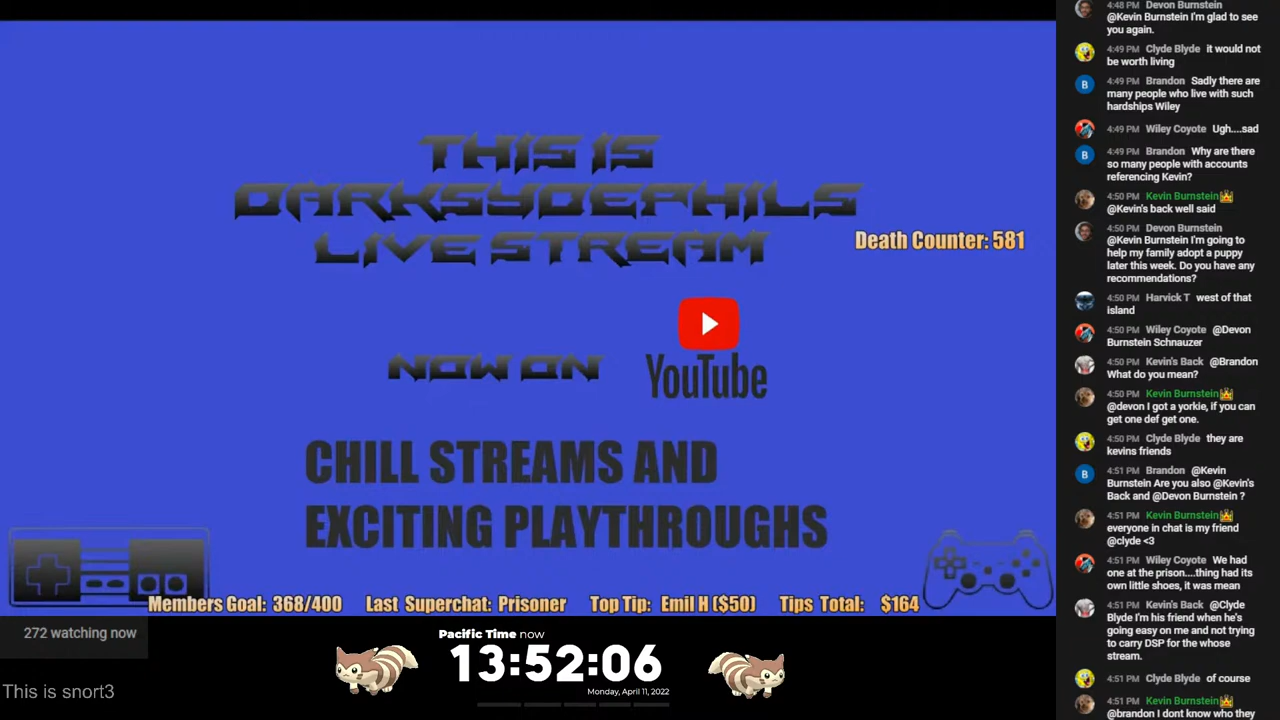 THIS IS
DARKSYDEPHILS
LIVE STREAM
Death Counter: 581
NOW ON
YouTube
CHILL STREAMS AND
EXCITING PLAYTHROUGHS
Members Goal: 368/400 Last Superchat: Prisoner Top Tip: Emil H ($50) Tips Total: $164
272 watching now
Pacific Time now
13:52:06
Monday, April 11, 2022
This is snort3
4:48 PM Devon Burnstein
@Kevin Burnstein I'm glad to see
you again.
4:49 PM Clyde Blyde it would not
be worth living
4:49 PM Brandon Sadly there are
many people who live with such
hardships Wiley
4:49 PM Wiley Coyote Ugh....sad
4:49 PM Brandon Why are there
so many people with accounts
referencing Kevin?
4:50 PM Kevin Burnstein
@Kevin's back well said
4:50 PM Devon Burnstein
@Kevin Burnstein I'm going to
help my family adopt a puppy
later this week. Do you have any
recommendations?
4:50 PM Harvick T west of that
island
4:50 PM Wiley Coyote @Devon
Burnstein Schnauzer
4:50 PM Kevin's Back @Brandon
What do you mean?
4:50 PM Kevin Burnstein
@devon I got a yorkie, if you can
get one def get one.
4:50 PM Clyde Blyde they are
kevins friends
4:51 PM Brandon @Kevin
Burnstein Are you also @Kevin's
Back and @Devon Burnstein ?
4:51 PM Kevin Burnstein
everyone in chat is my friend
@clyde <3
4:51 PM Wiley Coyote We had
one at the prison....thing had its
own little shoes, it was mean
4:51 PM Kevin's Back @Clyde
Blyde I'm his friend when he's
going easy on me and not trying
to carry DSP for the whole
stream.
4:51 PM Clyde Blyde of course
4:51 PM Kevin Burnstein
@brandon I dont know who they